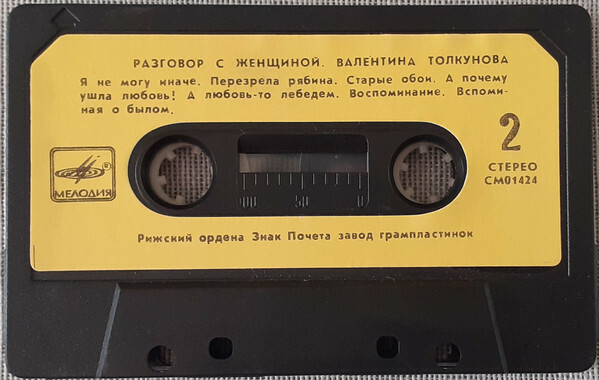 РАЗГОВОР С ЖЕНЩИНОЙ. ВАЛЕНТИНА ТОЛКУНОВА
Я не могу иначе. Перезрела рябина. Старые обои. А почему
ушла любовь! А любовь-то лебедем. Воспоминание. Вспоми-
ная о былом.
2
СТЕРЕО
СМ01424
МЕЛОДИЯ
100 50 0
Рижский ордена Знак Почета завод грампластинок